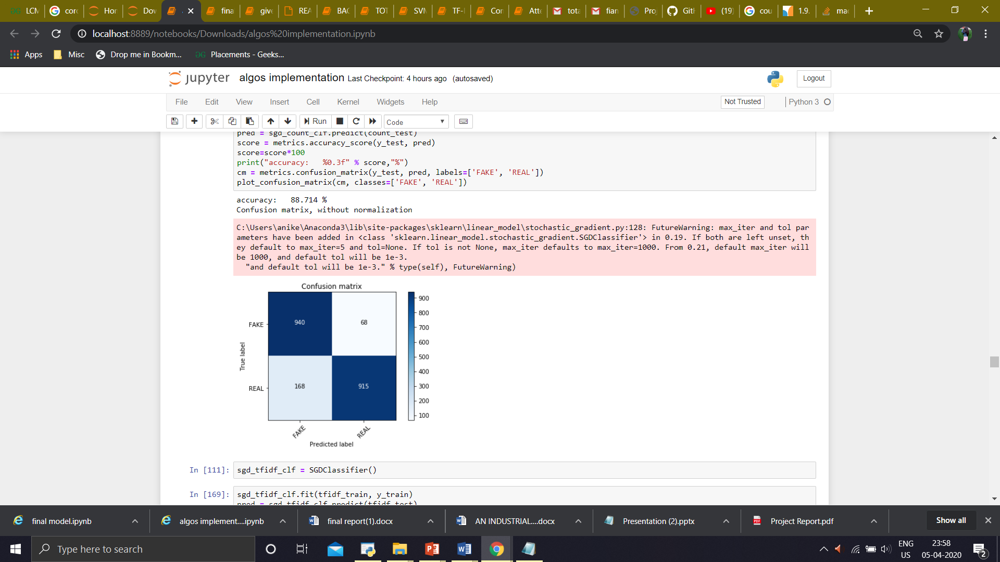 LCM
corc
Hor
Dov
fina
give
REA
BAC
TOT
SVM
TF-
Cor
Atte
tota
fian
Proj
Gith
(19)
cou
1.9.
mac
localhost:8889/notebooks/Downloads/algos%20implementation.ipynb
Apps
Misc
Drop me in Bookm...
Placements - Geeks...
jupyter algos implementation Last Checkpoint: 4 hours ago (autosaved)
Logout
File Edit View Insert Cell Kernel Widgets Help
Not Trusted
Python 3
Run
Code
pred = sgd_count_clf.predict(count_test)
score = metrics.accuracy_score(y_test, pred)
score=score*100
print("accuracy:   %0.3f" % score,"%")
cm = metrics.confusion_matrix(y_test, pred, labels=['FAKE', 'REAL'])
plot_confusion_matrix(cm, classes=['FAKE', 'REAL'])
accuracy:   88.714 %
Confusion matrix, without normalization
C:\Users\anike\Anaconda3\lib\site-packages\sklearn\linear_model\stochastic_gradient.py:128: FutureWarning: max_iter and tol par
ameters have been added in <class 'sklearn.linear_model.stochastic_gradient.SGDClassifier'> in 0.19. If both are left unset, th
ey default to max_iter=5 and tol=None. If tol is not None, max_iter defaults to max_iter=1000. From 0.21, default max_iter will
be 1000, and default tol will be 1e-3.
"and default tol will be 1e-3." % type(self), FutureWarning)
Confusion matrix
FAKE
940
68
REAL
168
915
True label
FAKE
REAL
Predicted label
900
800
700
600
500
400
300
200
100
In [111]: sgd_tfidf_clf = SGDClassifier()
In [169]: sgd_tfidf_clf.fit(tfidf_train, y_train)
pred = sgd_tfidf_clf.predict(tfidf_test)
final model.ipynb
algos implement....ipynb
final report(1).docx
AN INDUSTRIAL....docx
Presentation (2).pptx
Project Report.pdf
Show all
Type here to search
ENG
US
23:58
05-04-2020
2